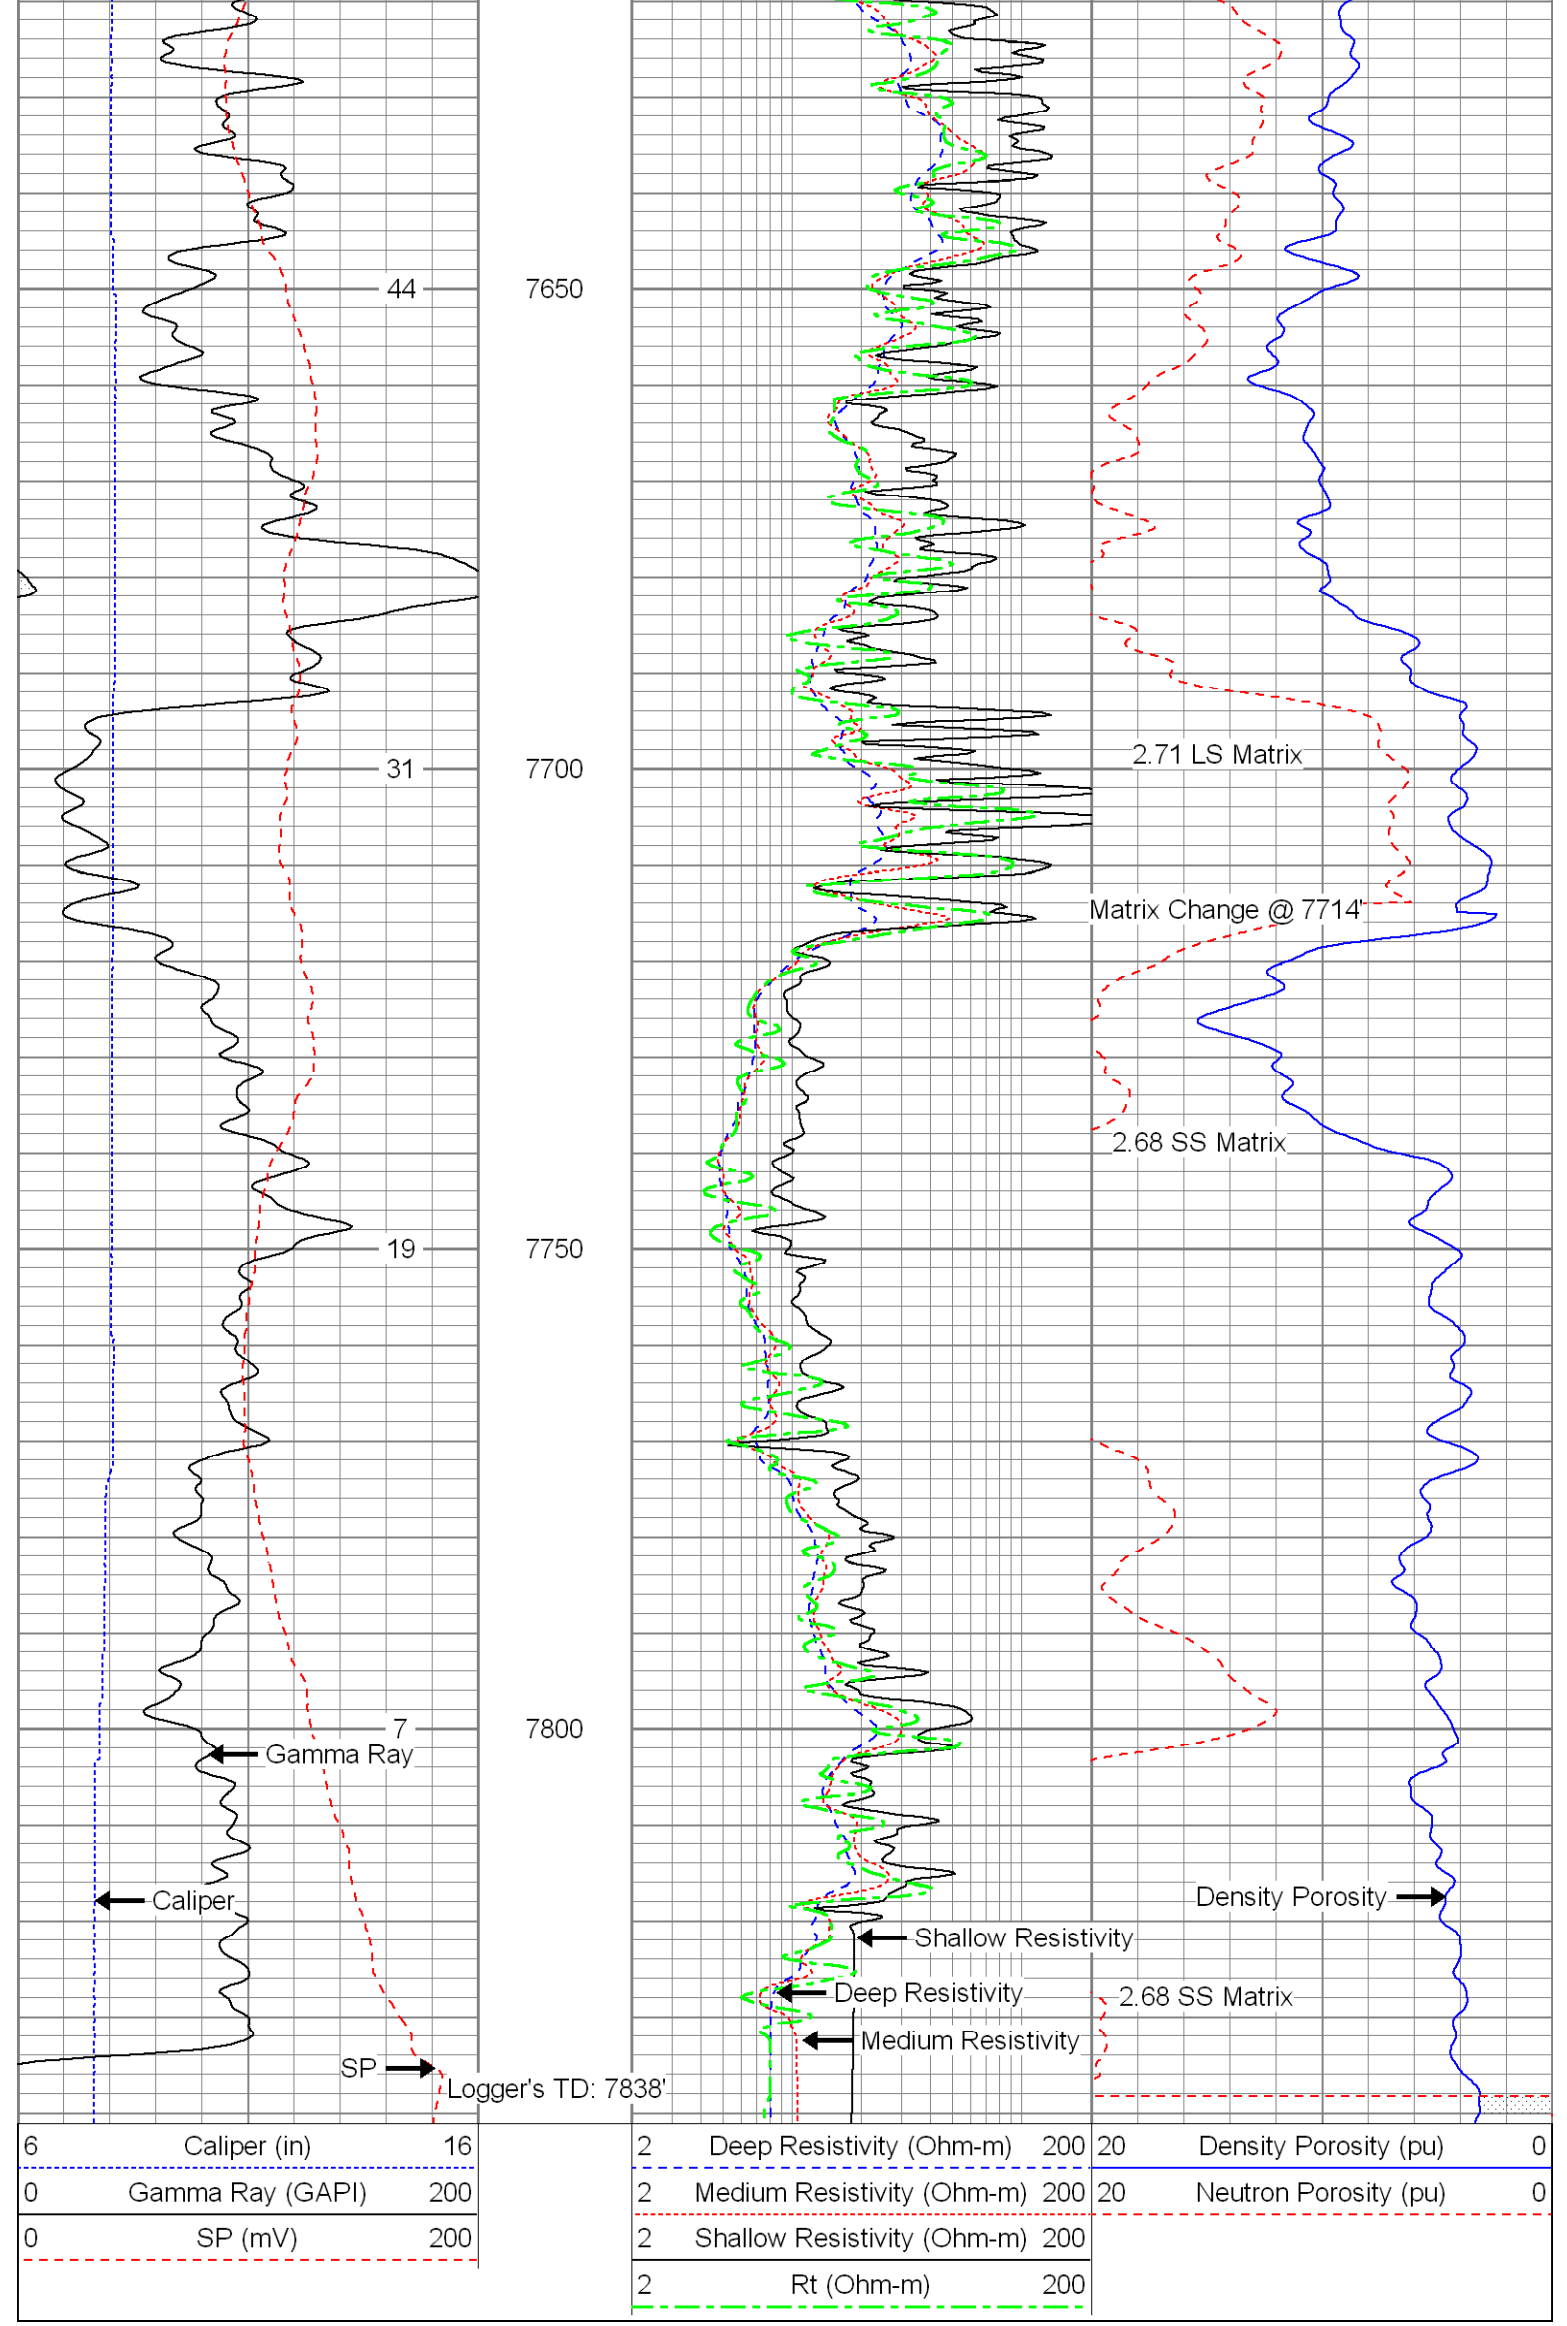 44
7650
2.71 LS Matrix
31
7700
Matrix Change @ 7714'
2.68 SS Matrix
19
7750
7
7800
Gamma Ray
Caliper
Density Porosity
Shallow Resistivity
Deep Resistivity
2.68 SS Matrix
Medium Resistivity
SP
Logger's TD: 7838'
6 Caliper (in) 16
2 Deep Resistivity (Ohm-m) 200
20 Density Porosity (pu) 0
0 Gamma Ray (GAPI) 200
2 Medium Resistivity (Ohm-m) 200
20 Neutron Porosity (pu) 0
0 SP (mV) 200
2 Shallow Resistivity (Ohm-m) 200
2 Rt (Ohm-m) 200